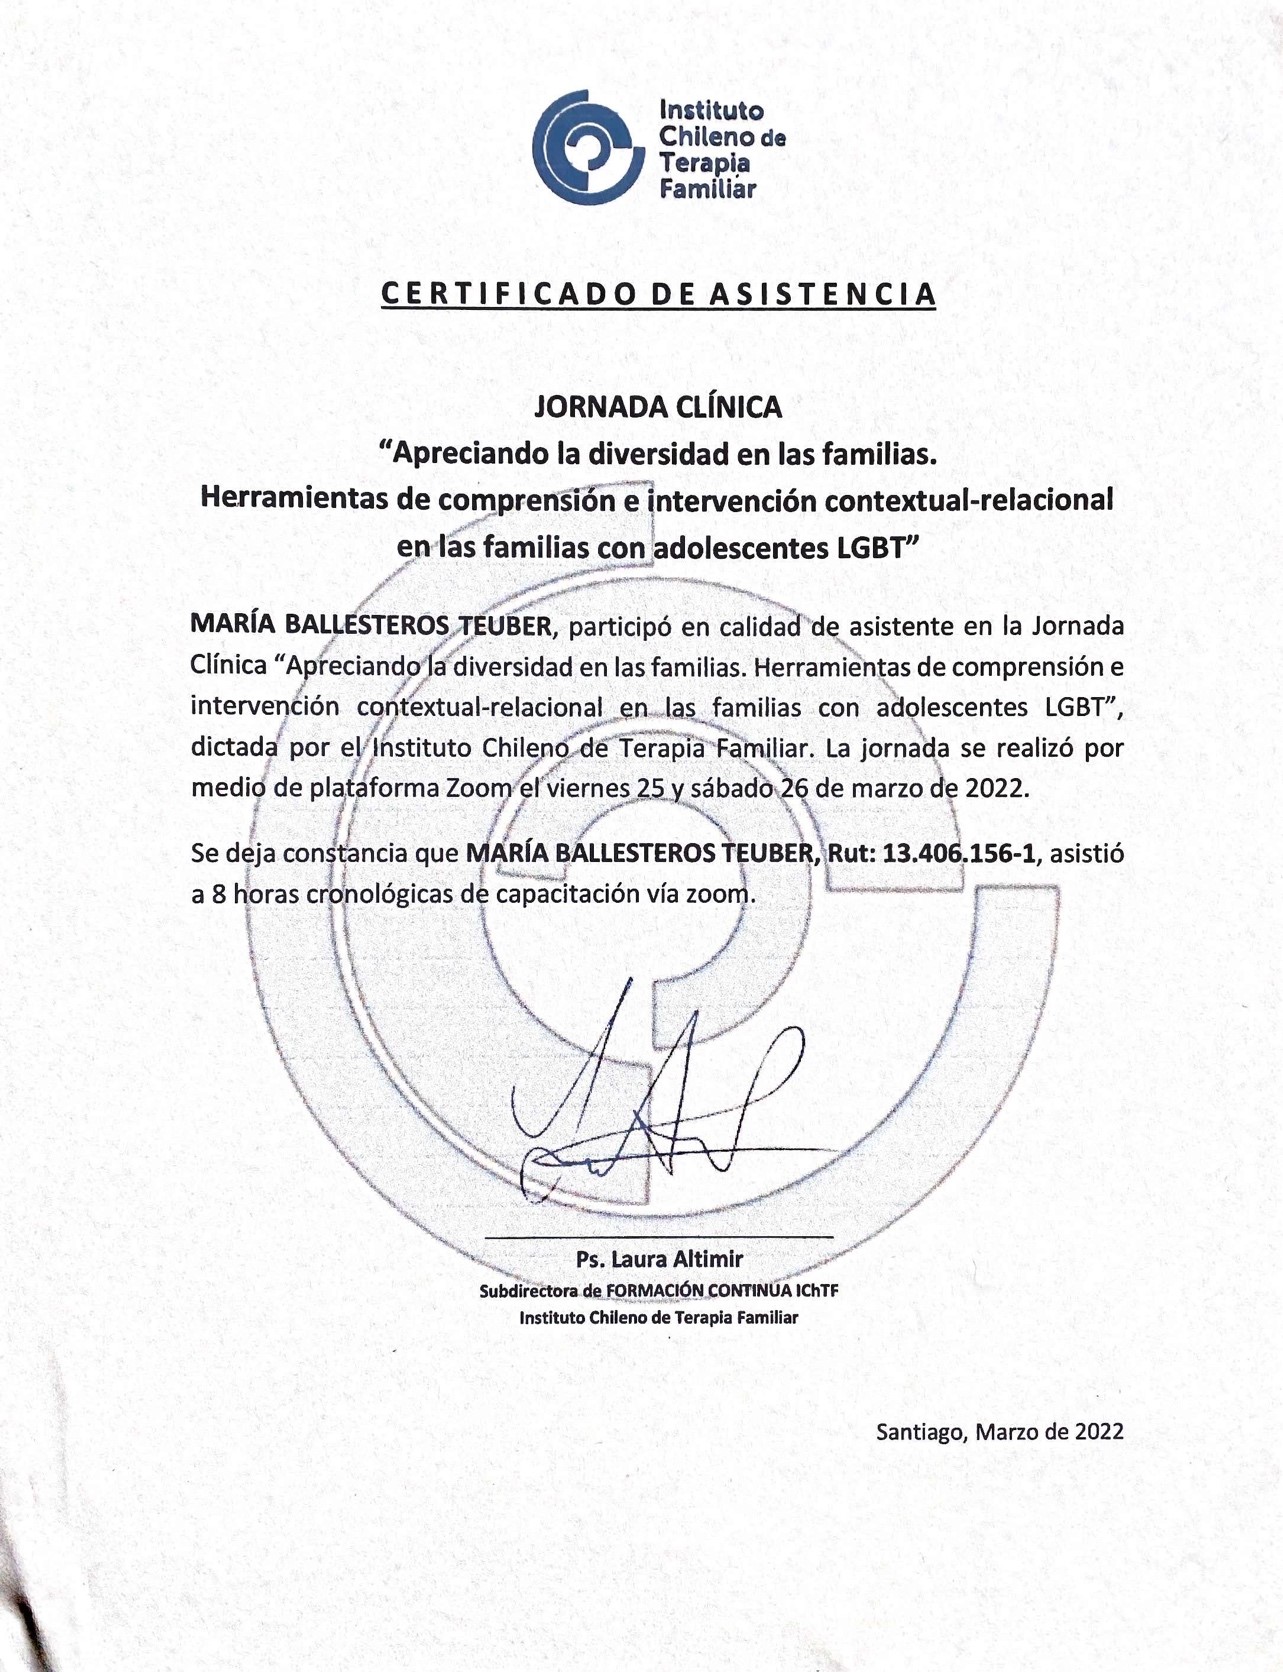 Instituto
Chileno de
Terapia
Familiar
CERTIFICADO DE ASISTENCIA
JORNADA CLÍNICA
“Apreciando la diversidad en las familias.
Herramientas de comprensión e intervención contextual-relacional
en las familias con adolescentes LGBT”
MARÍA BALLESTEROS TEUBER, participó en calidad de asistente en la Jornada
Clínica “Apreciando la diversidad en las familias. Herramientas de comprensión e
intervención contextual-relacional en las familias con adolescentes LGBT”,
dictada por el Instituto Chileno de Terapia Familiar. La jornada se realizó por
medio de plataforma Zoom el viernes 25 y sábado 26 de marzo de 2022.
Se deja constancia que MARÍA BALLESTEROS TEUBER, Rut: 13.406.156-1, asistió
a 8 horas cronológicas de capacitación vía zoom.
Ps. Laura Altimir
Subdirectora de FORMACIÓN CONTINUA IChTF
Instituto Chileno de Terapia Familiar
Santiago, Marzo de 2022